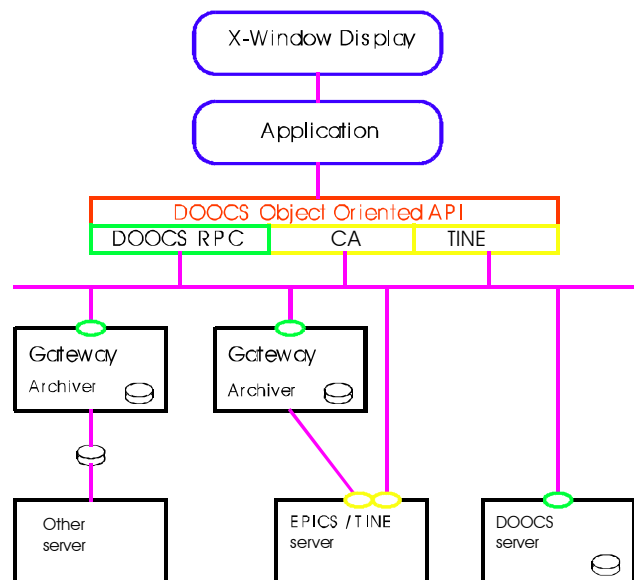 X-Window Display
Application
DOOCS Object Oriented API
DOOCS RPC
CA
TINE
Gateway
Archiver
Gateway
Archiver
Other
server
EPICS / TINE
server
DOOCS
server